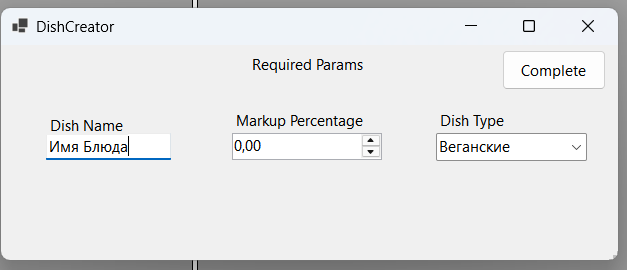 DishCreator
Required Params
Complete
Dish Name
Markup Percentage
Dish Type
Имя Блюда
0,00
Веганские